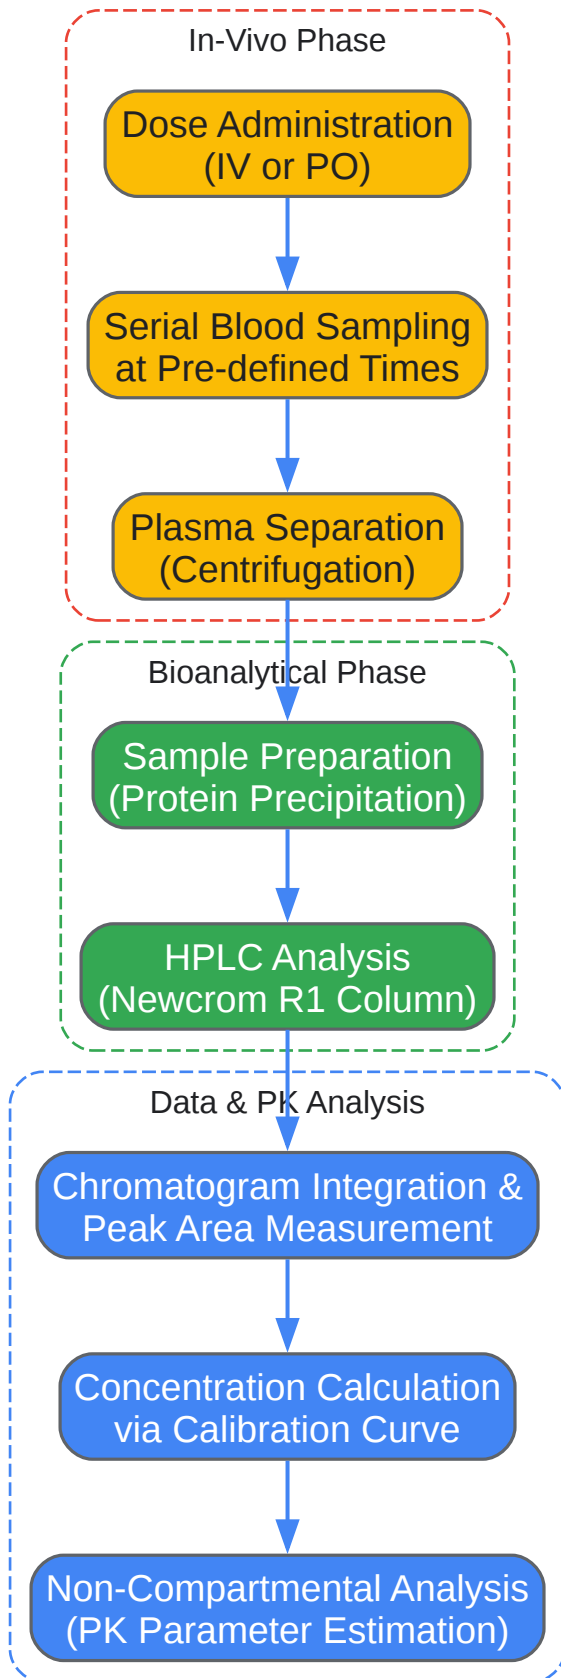 In-Vivo Phase
Dose Administration
(IV or PO)
Serial Blood Sampling
at Pre-defined Times
Plasma Separation
(Centrifugation)
Bioanalytical Phase
Sample Preparation
(Protein Precipitation)
HPLC Analysis
(Newcrom R1 Column)
Data & PK Analysis
Chromatogram Integration &
Peak Area Measurement
Concentration Calculation
via Calibration Curve
Non-Compartmental Analysis
(PK Parameter Estimation)